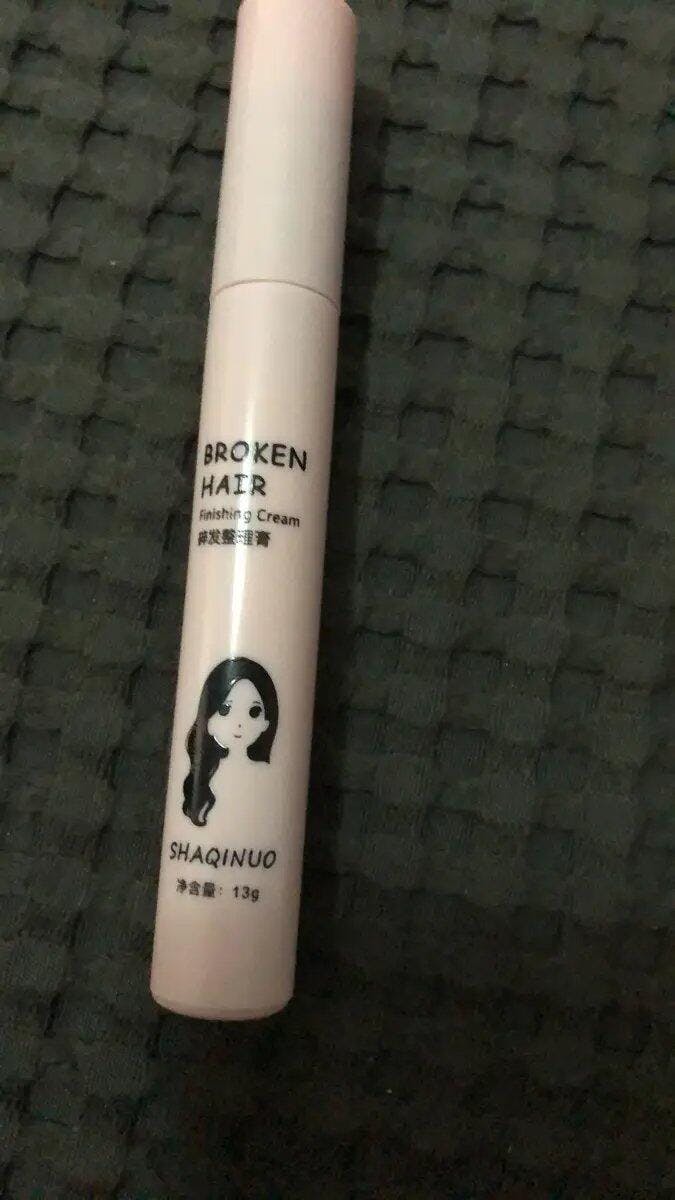 BROKEN
HAIR
Finishing Cream
碎发整理膏
SHAQINUO
净含量：13g